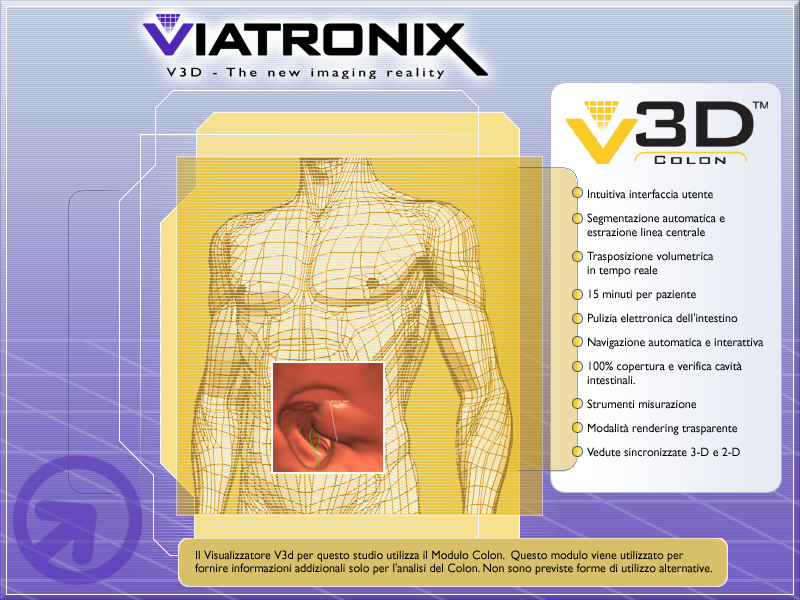 VIATRONIX
V3D - The new imaging reality
V3D™
COLON
Intuitiva interfaccia utente
Segmentazione automatica e
estrazione linea centrale
Trasposizione volumetrica
in tempo reale
15 minuti per paziente
Pulizia elettronica dell'intestino
Navigazione automatica e interattiva
100% copertura e verifica cavità
intestinali.
Strumenti misurazione
Modalità rendering trasparente
Vedute sincronizzate 3-D e 2-D
Il Visualizzatore V3d per questo studio utilizza il Modulo Colon. Questo modulo viene utilizzato per
fornire informazioni addizionali solo per l'analisi del Colon. Non sono previste forme di utilizzo alternative.